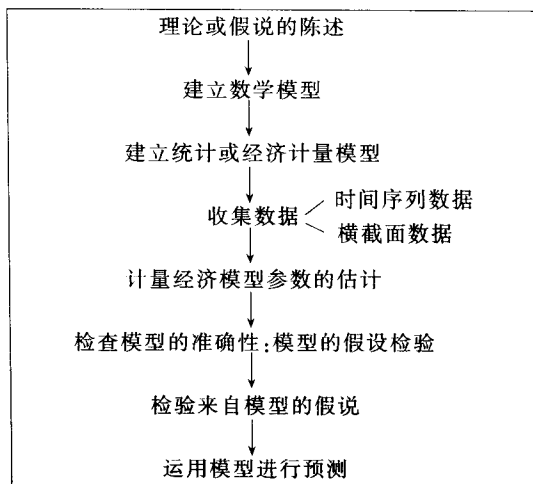 理论或假说的陈述
建立数学模型
建立统计或经济计量模型
时间序列数据
收集数据
横截面数据
计量经济模型参数的估计
检查模型的准确性:模型的假设检验
检验来自模型的假说
运用模型进行预测